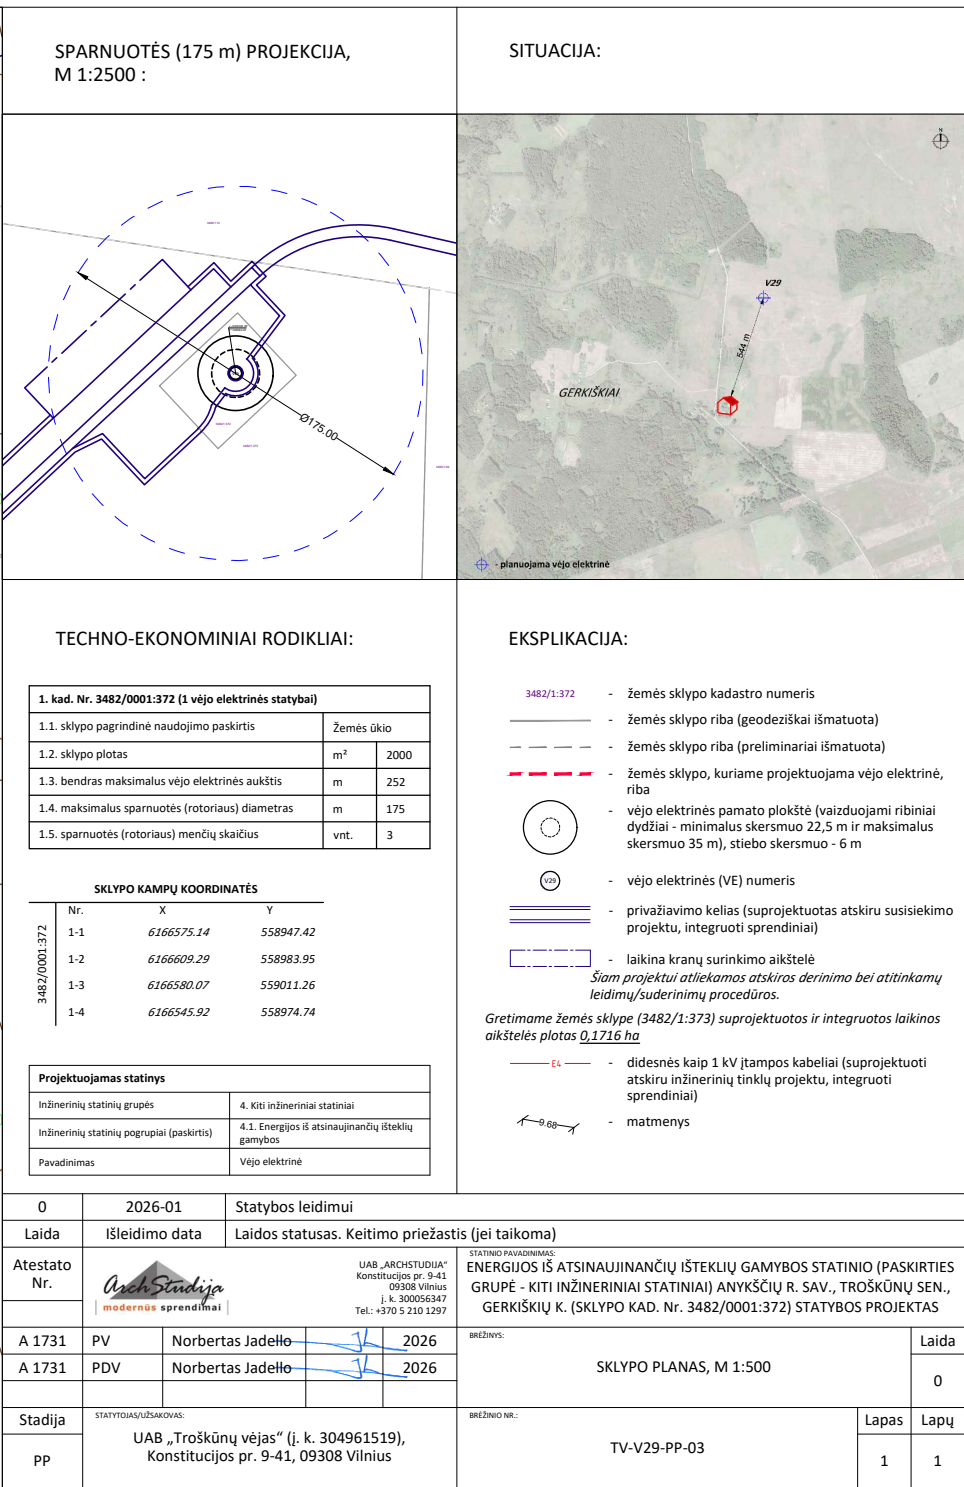 SPARNUOTĖS (175 m) PROJEKCIJA,
M 1:2500 :
SITUACIJA:
Ø175.00
N
V29
544 m
GERKIŠKIAI
- planuojama vėjo elektrinė
TECHNO-EKONOMINIAI RODIKLIAI:
1. kad. Nr. 3482/0001:372 (1 vėjo elektrinės statybai)
1.1. sklypo pagrindinė naudojimo paskirtis Žemės ūkio
1.2. sklypo plotas m² 2000
1.3. bendras maksimalus vėjo elektrinės aukštis m 252
1.4. maksimalus sparnuotės (rotoriaus) diametras m 175
1.5. sparnuotės (rotoriaus) menčių skaičius vnt. 3
SKLYPO KAMPŲ KOORDINATĖS
Nr. X Y
3482/0001:372
1-1 6166575.14 558947.42
1-2 6166609.29 558983.95
1-3 6166580.07 559011.26
1-4 6166545.92 558974.74
Projektuojamas statinys
Inžinerinių statinių grupės 4. Kiti inžineriniai statiniai
Inžinerinių statinių pogrupiai (paskirtis) 4.1. Energijos iš atsinaujinančių išteklių
gamybos
Pavadinimas Vėjo elektrinė
EKSPLIKACIJA:
3482/1:372 - žemės sklypo kadastro numeris
- žemės sklypo riba (geodeziškai išmatuota)
- žemės sklypo riba (preliminariai išmatuota)
- žemės sklypo, kuriame projektuojama vėjo elektrinė,
riba
- vėjo elektrinės pamato plokštė (vaizduojami ribiniai
dydžiai - minimalus skersmuo 22,5 m ir maksimalus
skersmuo 35 m), stiebo skersmuo - 6 m
V29 - vėjo elektrinės (VE) numeris
- privažiavimo kelias (suprojektuotas atskiru susisiekimo
projektu, integruoti sprendiniai)
- laikina kranų surinkimo aikštelė
Šiam projektui atliekamos atskiros derinimo bei atitinkamų
leidimų/suderinimų procedūros.
Gretimame žemės sklype (3482/1:373) suprojektuotos ir integruotos laikinos
aikštelės plotas 0,1716 ha
E4 - didesnės kaip 1 kV įtampos kabeliai (suprojektuoti
atskiru inžinerinių tinklų projektu, integruoti
sprendiniai)
9.68 - matmenys
0 2026-01 Statybos leidimui
Laida Išleidimo data Laidos statusas. Keitimo priežastis (jei taikoma)
Atestato
Nr.
ArchStudija
modernūs sprendimai
UAB „ARCHSTUDIJA“
Konstitucijos pr. 9-41
09308 Vilnius
į. k. 300056347
Tel.: +370 5 210 1297
STATINIO PAVADINIMAS:
ENERGIJOS IŠ ATSINAUJINANČIŲ IŠTEKLIŲ GAMYBOS STATINIO (PASKIRTIES
GRUPĖ - KITI INŽINERINIAI STATINIAI) ANYKŠČIŲ R. SAV., TROŠKŪNŲ SEN.,
GERKIŠKIŲ K. (SKLYPO KAD. Nr. 3482/0001:372) STATYBOS PROJEKTAS
A 1731 PV Norbertas Jadello 2026
A 1731 PDV Norbertas Jadello 2026
BRĖŽINYS:
SKLYPO PLANAS, M 1:500
Laida
0
Stadija
PP
STATYTOJAS/UŽSAKOVAS:
UAB „Troškūnų vėjas“ (į. k. 304961519),
Konstitucijos pr. 9-41, 09308 Vilnius
BRĖŽINIO NR.:
TV-V29-PP-03
Lapas Lapų
1 1